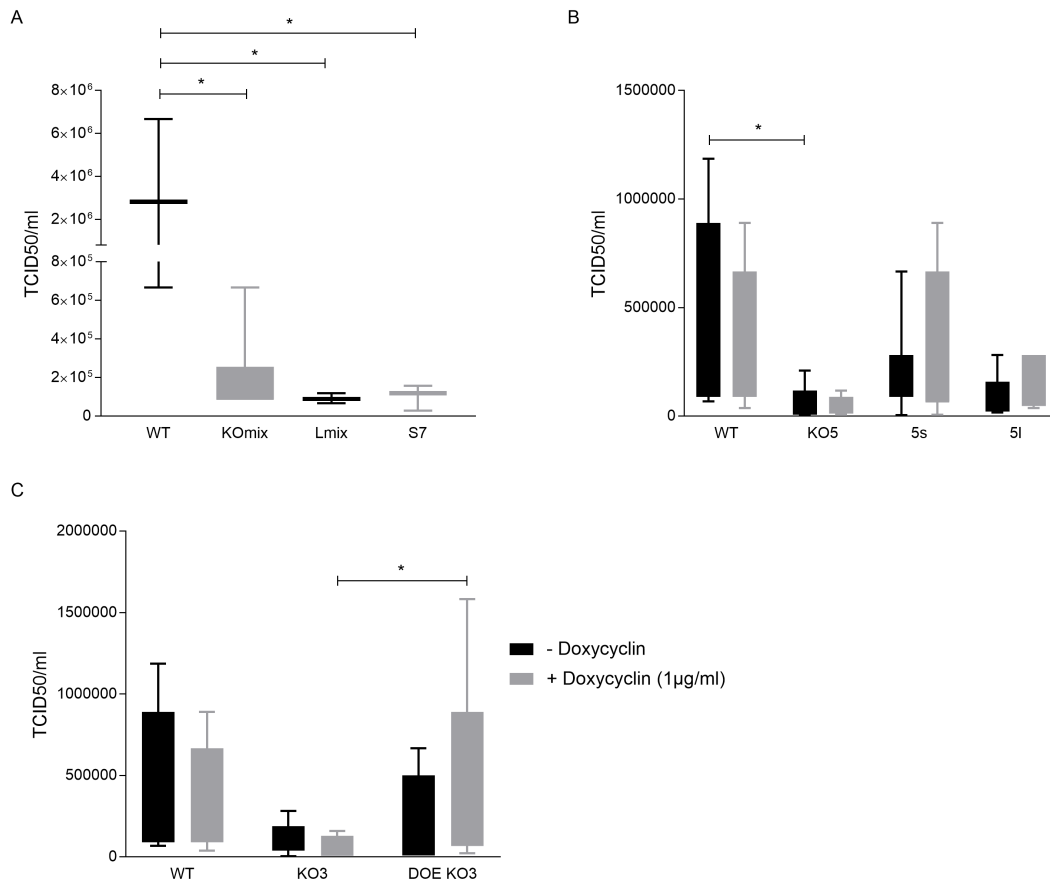 A
*
*
*
8×10⁶
6×10⁶
4×10⁶
2×10⁶
8×10⁵
6×10⁵
4×10⁵
2×10⁵
0
TCID50/ml
WT KOmix Lmix S7
B
*
1500000
1000000
500000
0
TCID50/ml
WT KO5 5s 5l
C
*
2000000
1500000
1000000
500000
0
TCID50/ml
WT KO3 DOE KO3
- Doxycyclin
+ Doxycyclin (1µg/ml)